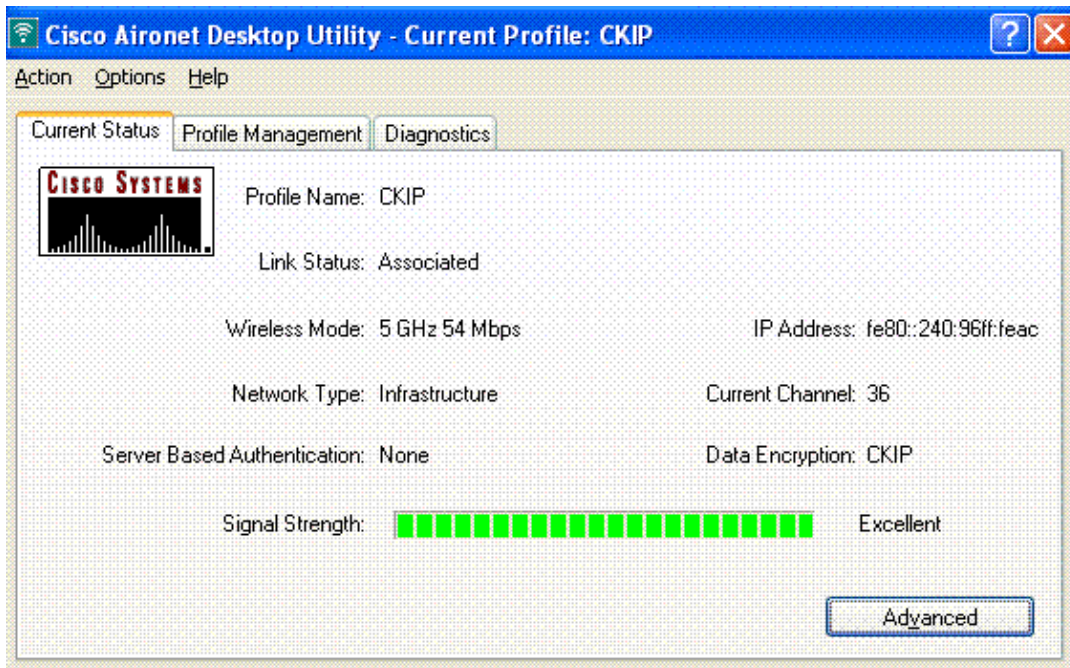 Cisco Aironet Desktop Utility - Current Profile: CKIP
Action Options Help
Current Status Profile Management Diagnostics
CISCO SYSTEMS
Profile Name: CKIP
Link Status: Associated
Wireless Mode: 5 GHz 54 Mbps IP Address: fe80::240:96ff:feac
Network Type: Infrastructure Current Channel: 36
Server Based Authentication: None Data Encryption: CKIP
Signal Strength: Excellent
Advanced